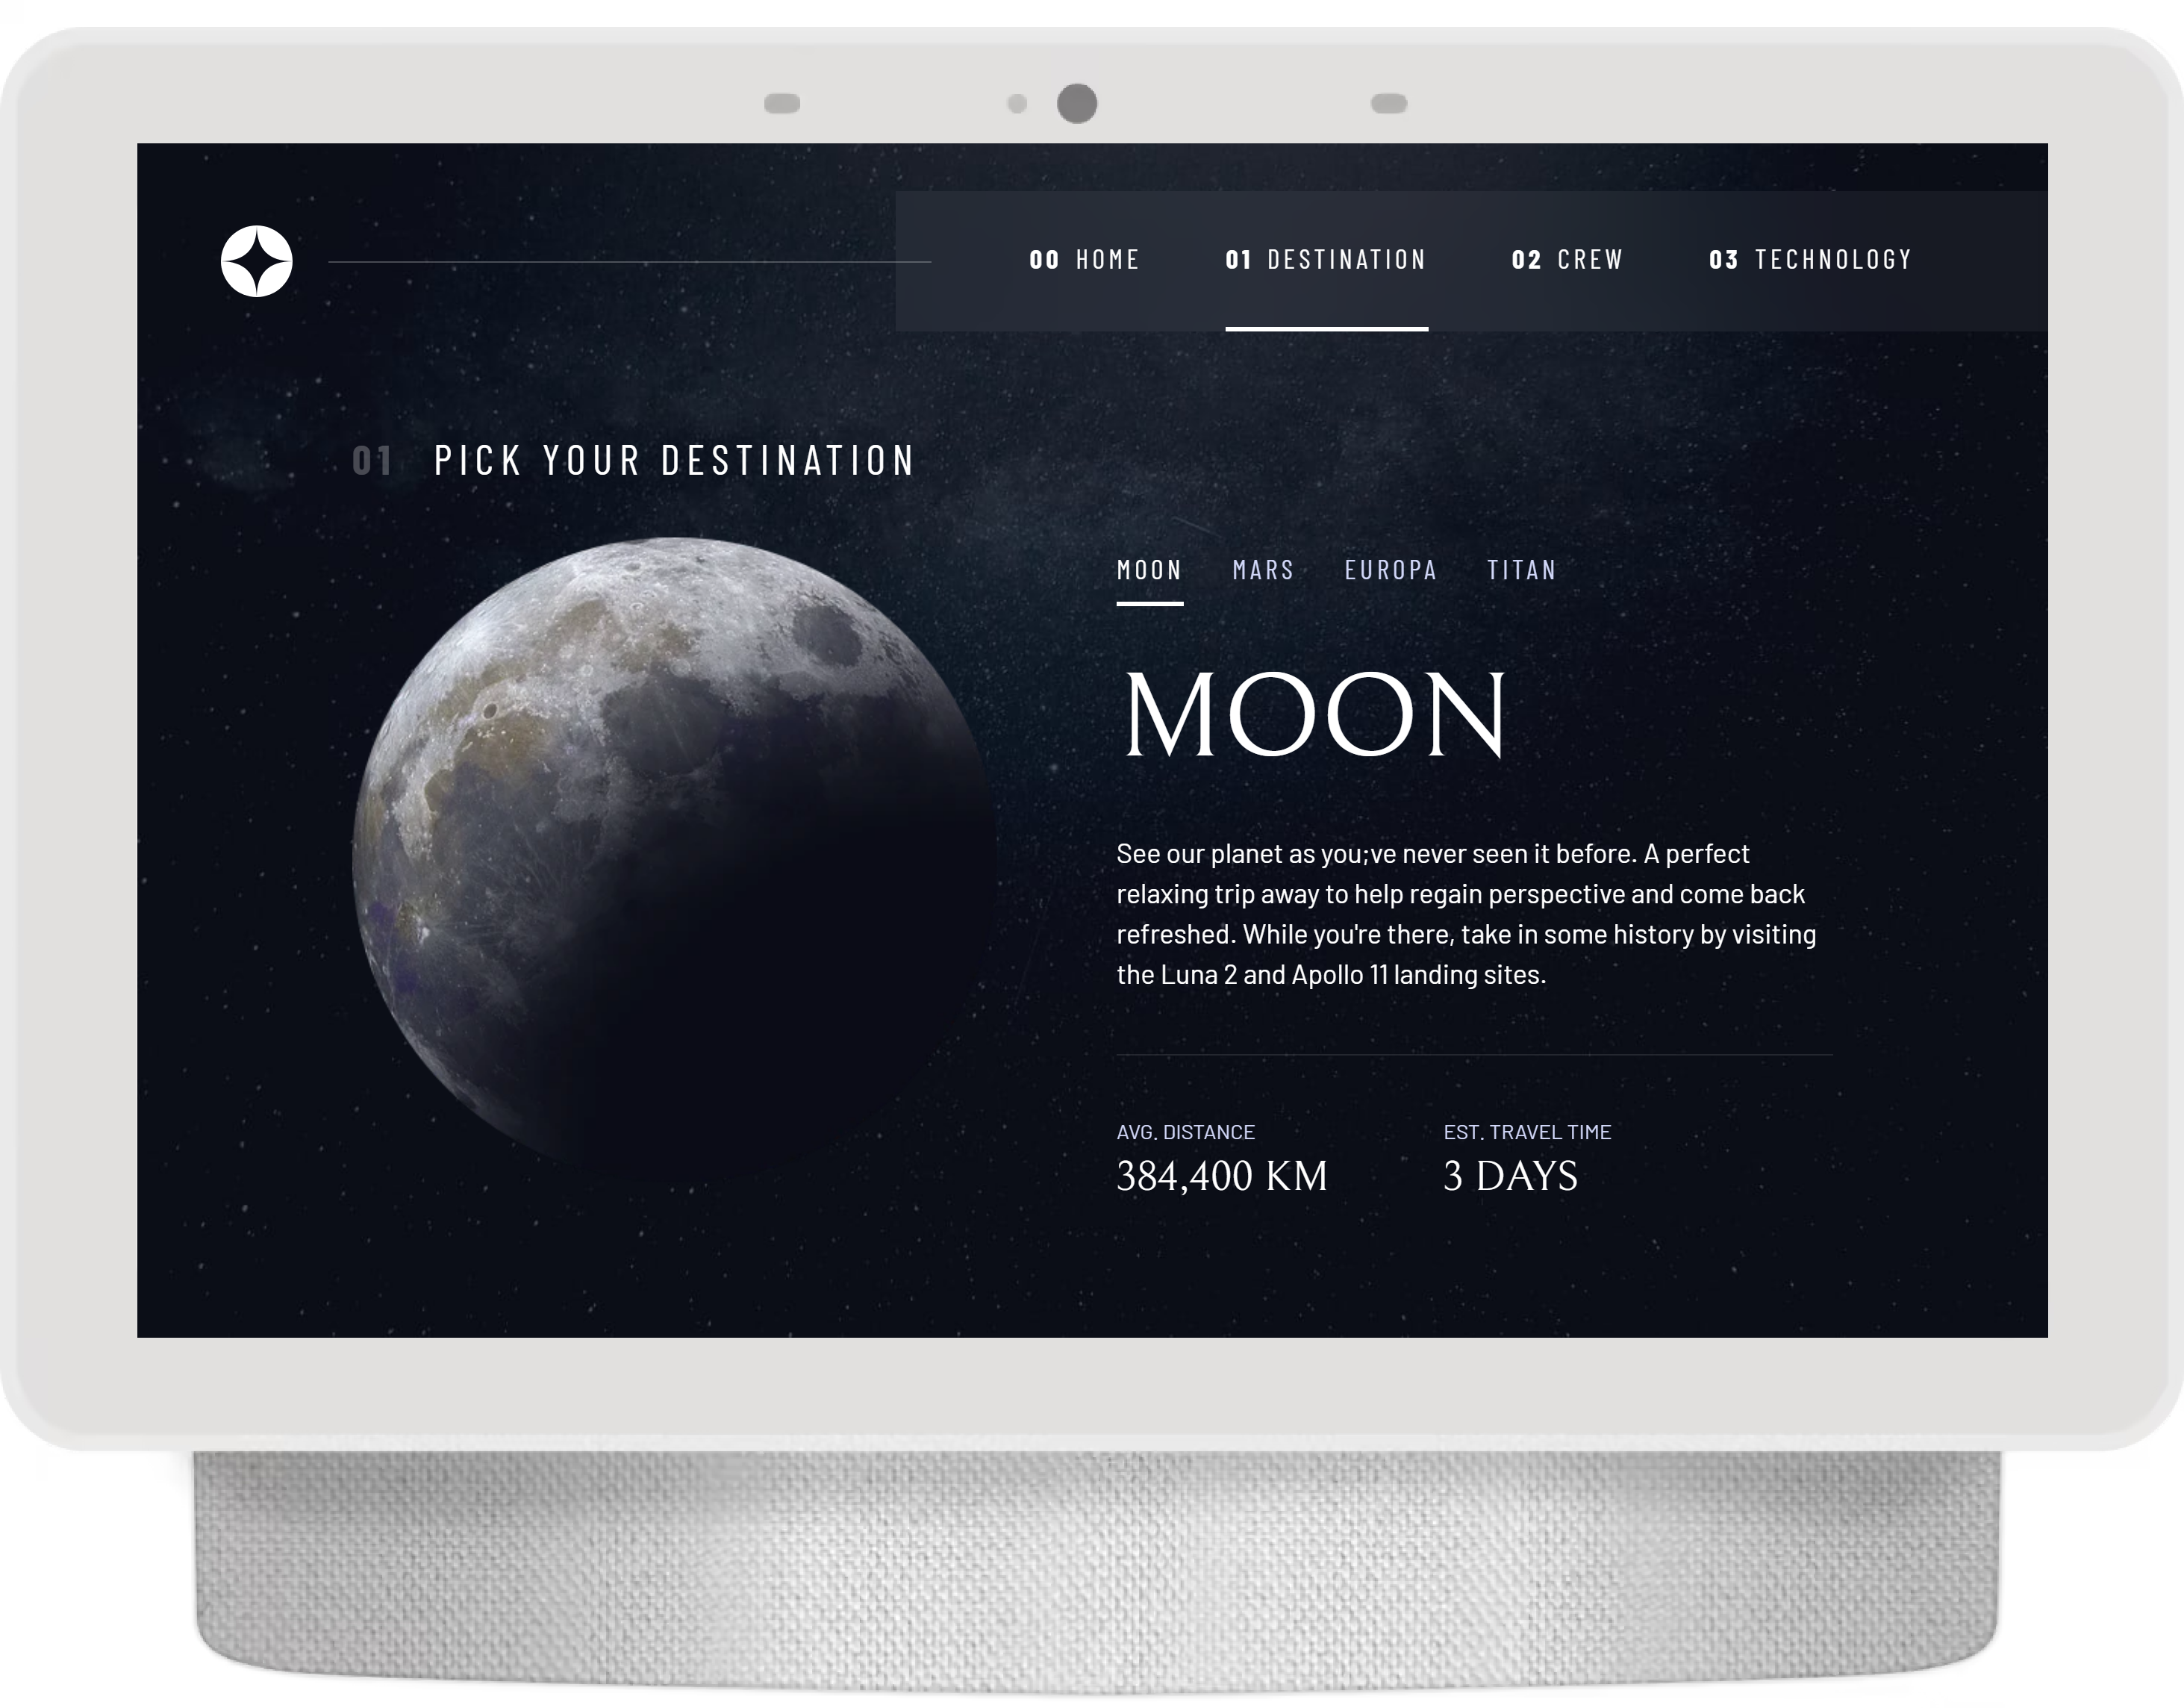 00 HOME 01 DESTINATION 02 CREW 03 TECHNOLOGY
01 PICK YOUR DESTINATION
MOON MARS EUROPA TITAN
MOON
See our planet as you;ve never seen it before. A perfect
relaxing trip away to help regain perspective and come back
refreshed. While you're there, take in some history by visiting
the Luna 2 and Apollo 11 landing sites.
AVG. DISTANCE EST. TRAVEL TIME
384,400 KM 3 DAYS